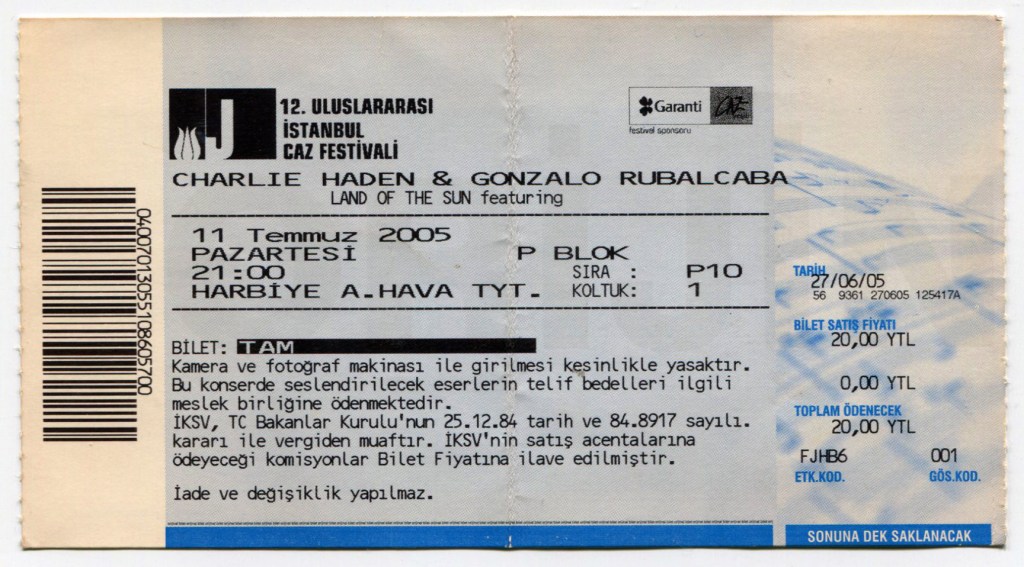 12. ULUSLARARASI
İSTANBUL
CAZ FESTİVALİ
Garanti
festival sponsoru
CHARLIE HADEN & GONZALO RUBALCABA
LAND OF THE SUN featuring
11 Temmuz 2005
PAZARTESİ P BLOK
21:00 SIRA : P10
HARBİYE A.HAVA TYT. KOLTUK: 1
BİLET: TAM
Kamera ve fotoğraf makinası ile girilmesi kesinlikle yasaktır.
Bu konserde seslendirilecek eserlerin telif bedelleri ilgili
meslek birliğine ödenmektedir.
İKSV, TC Bakanlar Kurulu'nun 25.12.84 tarih ve 84.8917 sayılı.
kararı ile vergiden muaftır. İKSV'nin satış acentalarına
ödeyeceği komisyonlar Bilet Fiyatına ilave edilmiştir.
İade ve değişiklik yapılmaz.
04007013055108605700
TARİH
27/06/05
56 9361 270605 125417A
BİLET SATIŞ FİYATI
20,00 YTL
0,00 YTL
TOPLAM ÖDENECEK
20,00 YTL
FJHB6 001
ETK.KOD. GÖS.KOD.
SONUNA DEK SAKLANACAK